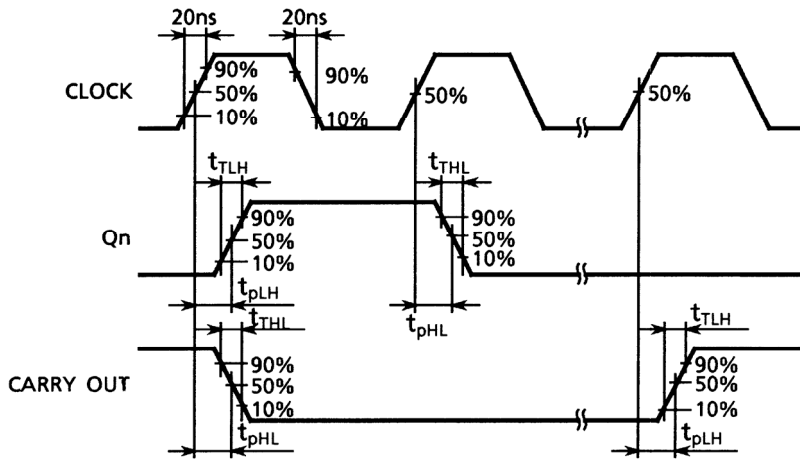 20ns 20ns
CLOCK
90% 90%
50% 50% 50%
10% 10%
tTLH tTHL
Qn
90% 90%
50% 50%
10% 10%
tpLH tpHL
tTHL tTLH
CARRY OUT
90% 90%
50% 50%
10% 10%
tpHL tpLH